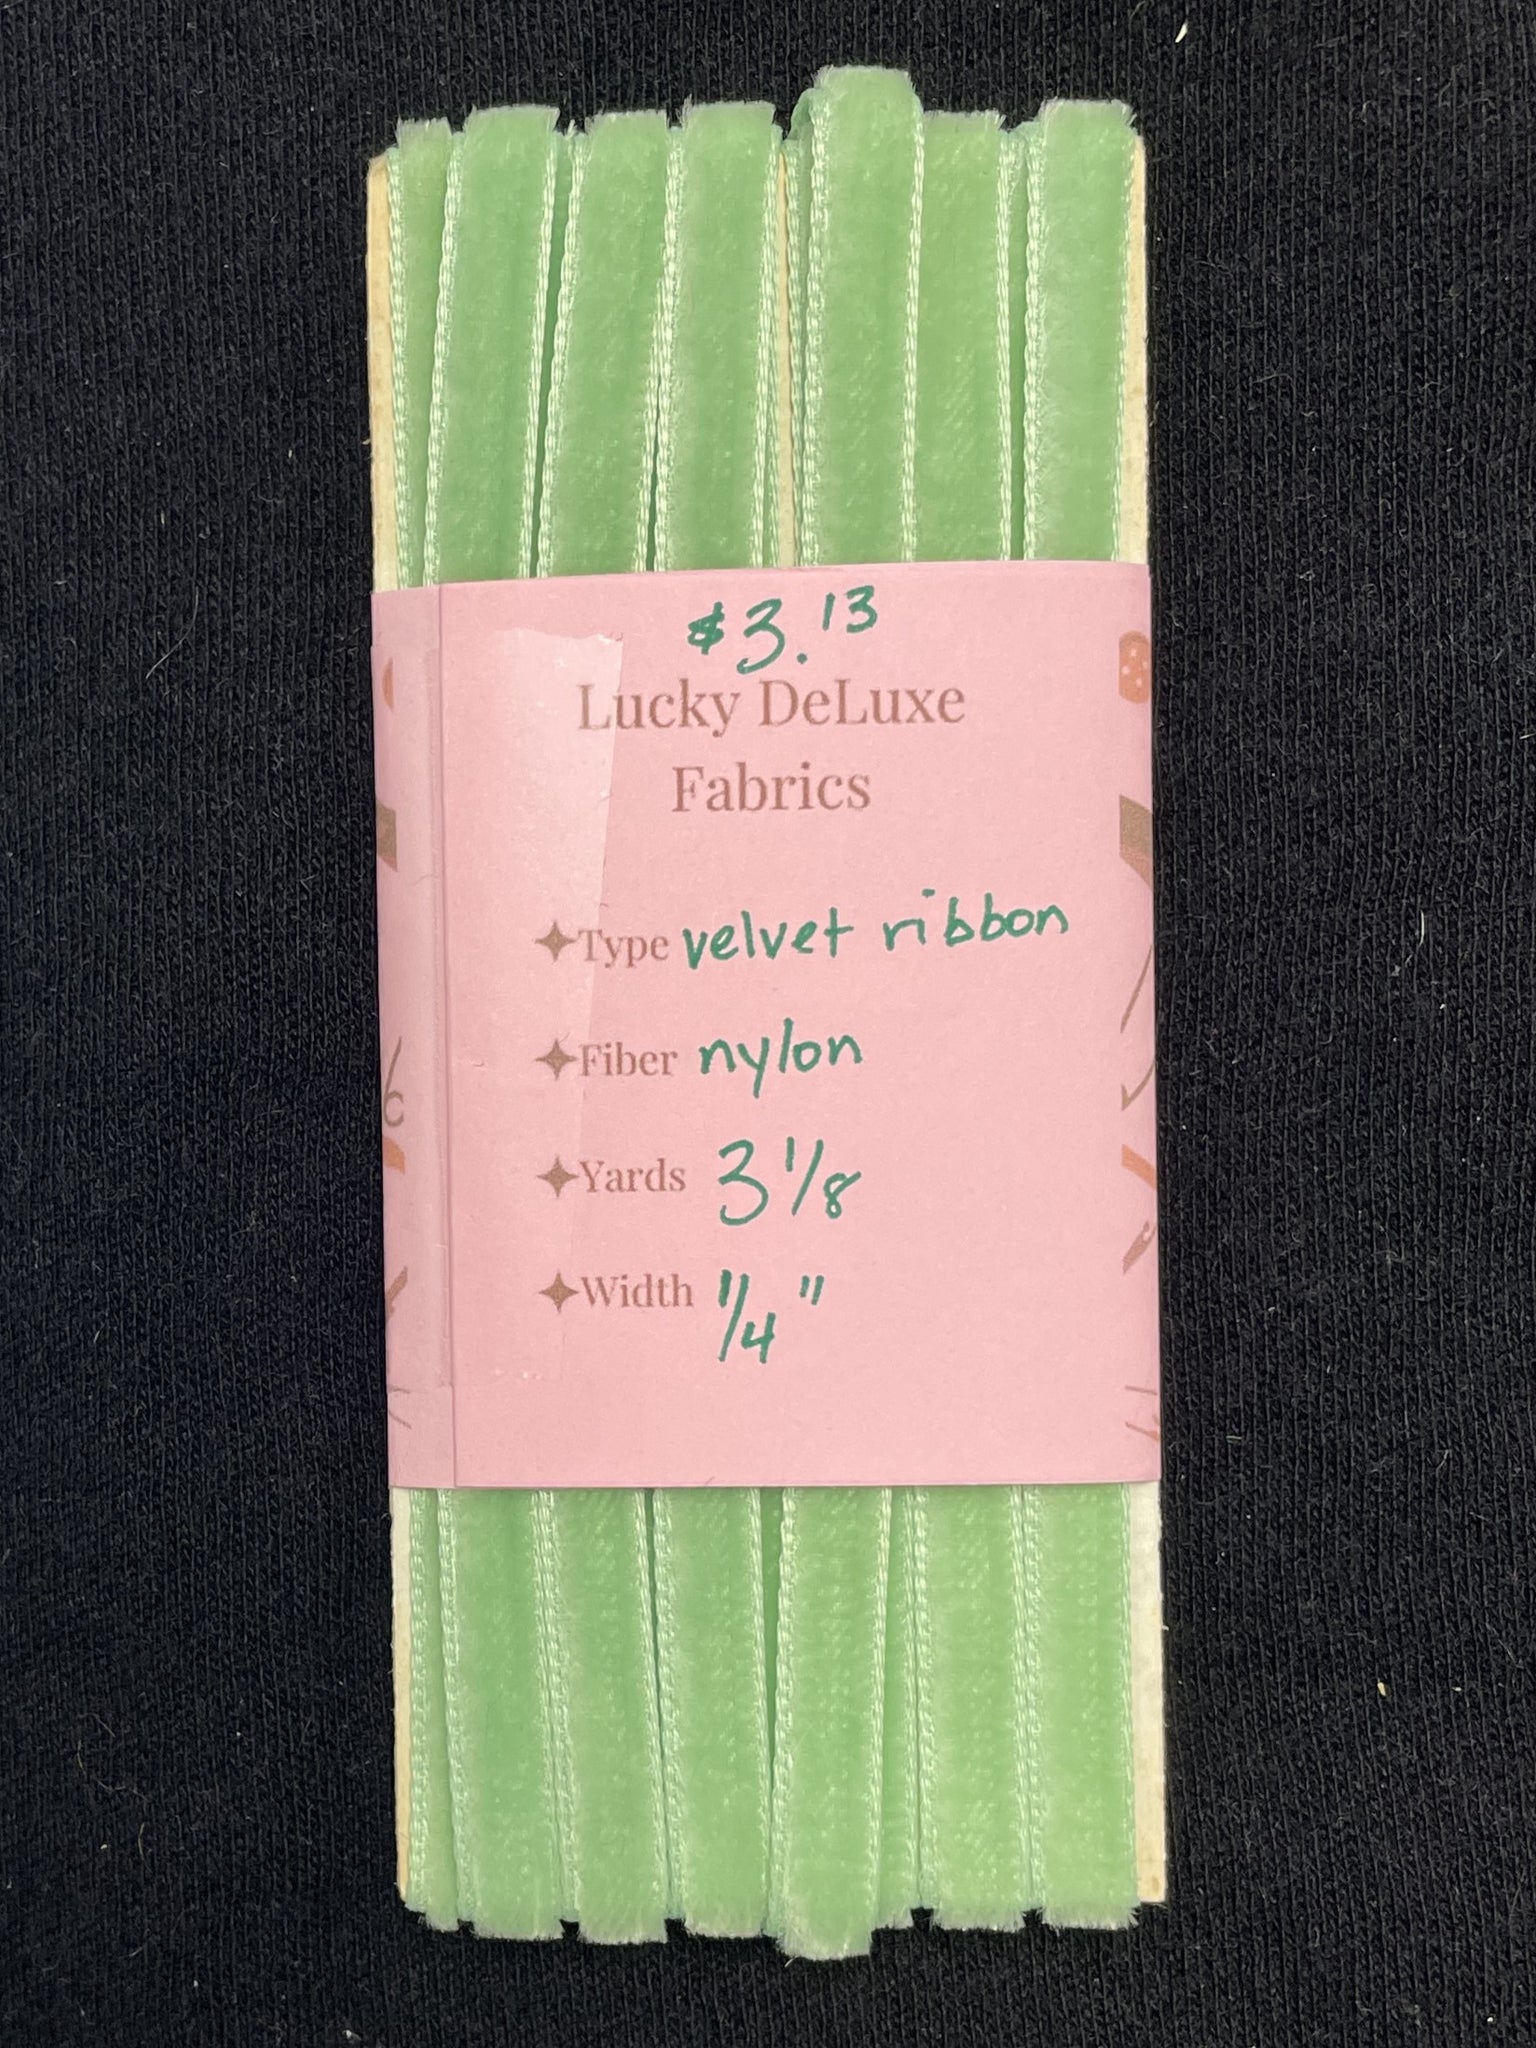 $3.13
Lucky DeLuxe
Fabrics
Type velvet ribbon
Fiber nylon
Yards 3 1/8
Width 1/4"